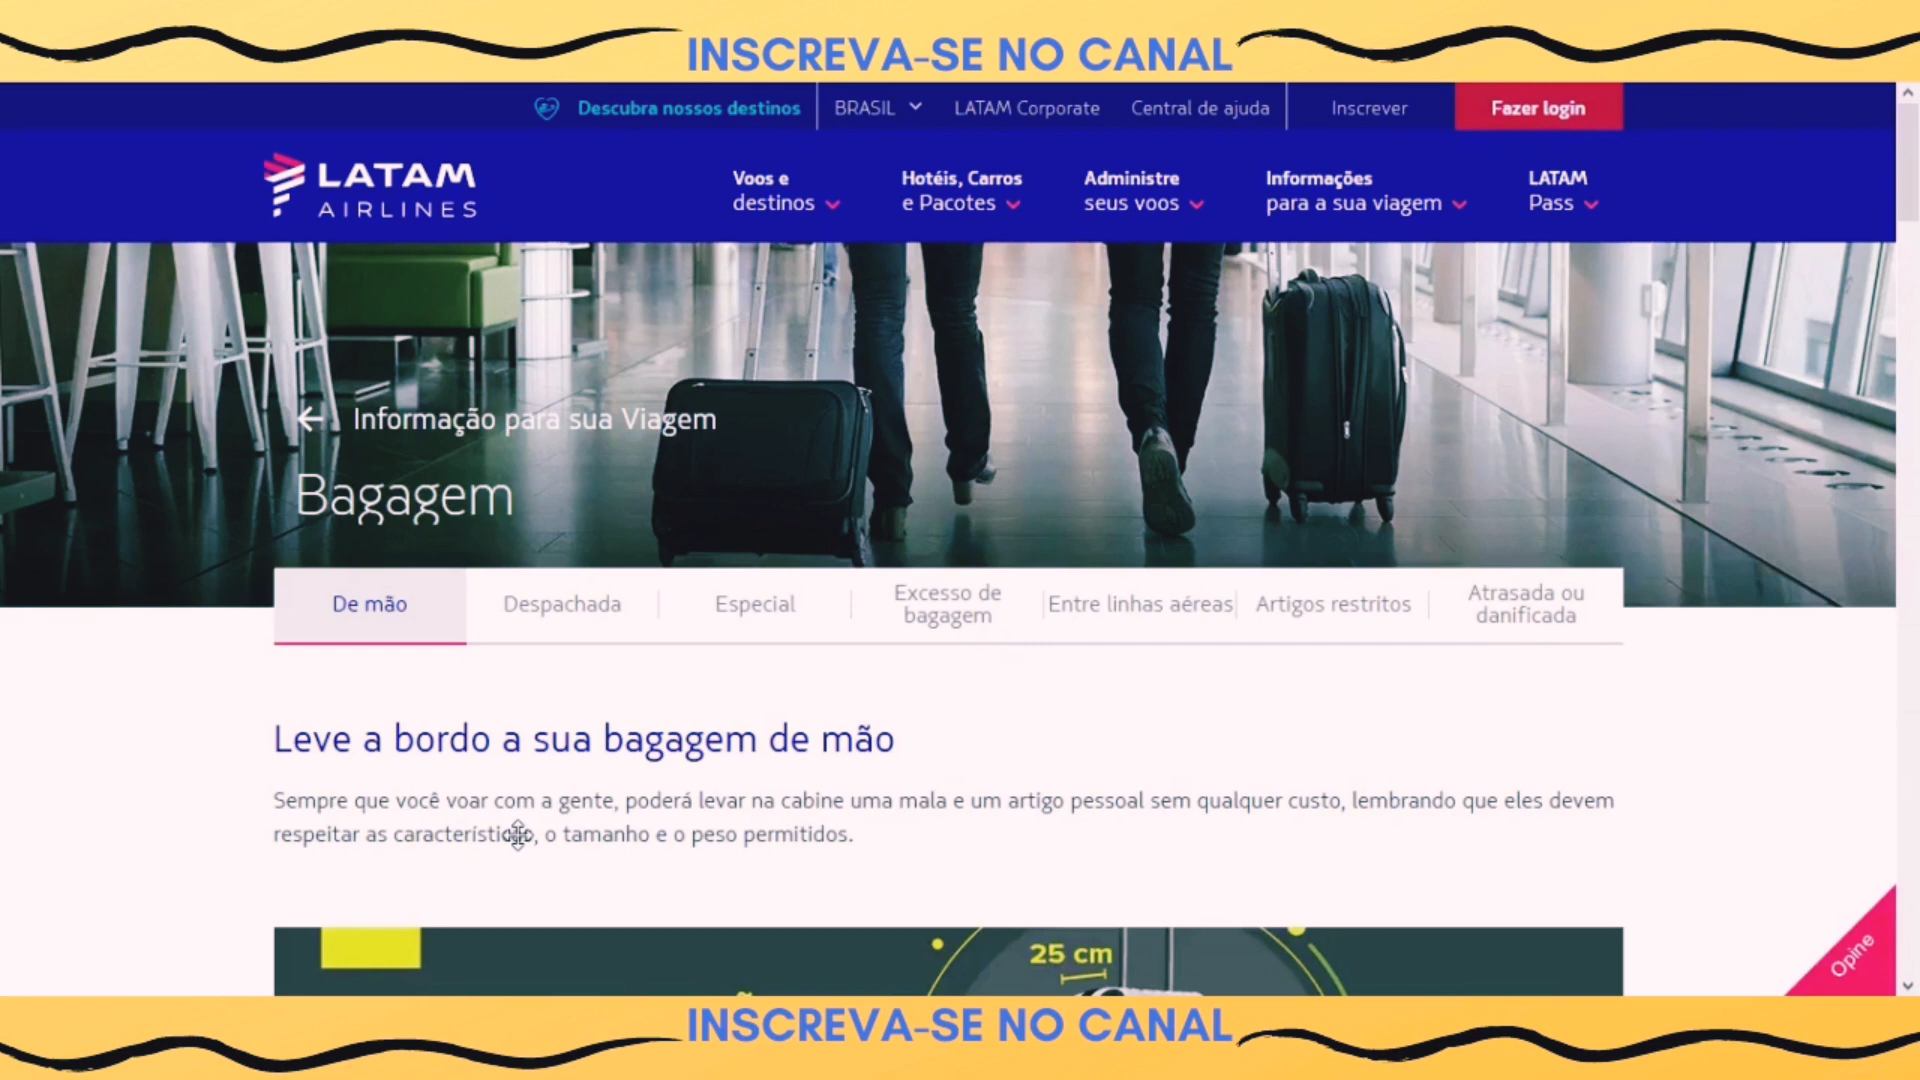 INSCREVA-SE NO CANAL
Descubra nossos destinos
BRASIL
LATAM Corporate
Central de ajuda
Inscrever
Fazer login
LATAM
AIRLINES
Voos e
destinos
Hotéis, Carros
e Pacotes
Administre
seus voos
Informações
para a sua viagem
LATAM
Pass
Informação para sua Viagem
Bagagem
De mão
Despachada
Especial
Excesso de
bagagem
Entre linhas aéreas
Artigos restritos
Atrasada ou
danificada
Leve a bordo a sua bagagem de mão
Sempre que você voar com a gente, poderá levar na cabine uma mala e um artigo pessoal sem qualquer custo, lembrando que eles devem
respeitar as o tamanho e o peso permitidos.
25 cm
Opine
INSCREVA-SE NO CANAL